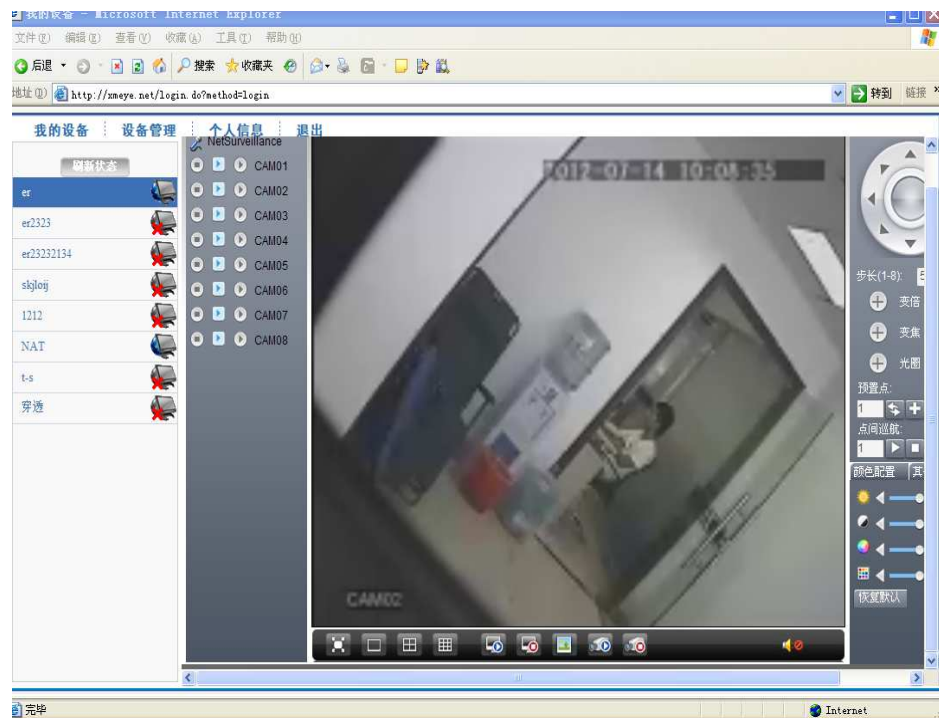 我的设备 - Microsoft Internet Explorer
文件(F) 编辑(E) 查看(V) 收藏(A) 工具(T) 帮助(H)
后退 搜索 收藏夹
地址(D) http://xmeye.net/login.do?method=login 转到 链接 »
我的设备 设备管理 个人信息 退出
刷新状态
er
er2323
er23232134
skjloij
1212
NAT
t-s
穿透
NetSurveillance
CAM01
CAM02
CAM03
CAM04
CAM05
CAM06
CAM07
CAM08
2012-07-14 10:08:35
CAM02
步长(1-8): 5
变倍
变焦
光圈
预置点:
1
点间巡航:
1
颜色配置 其
恢复默认
完毕 Internet